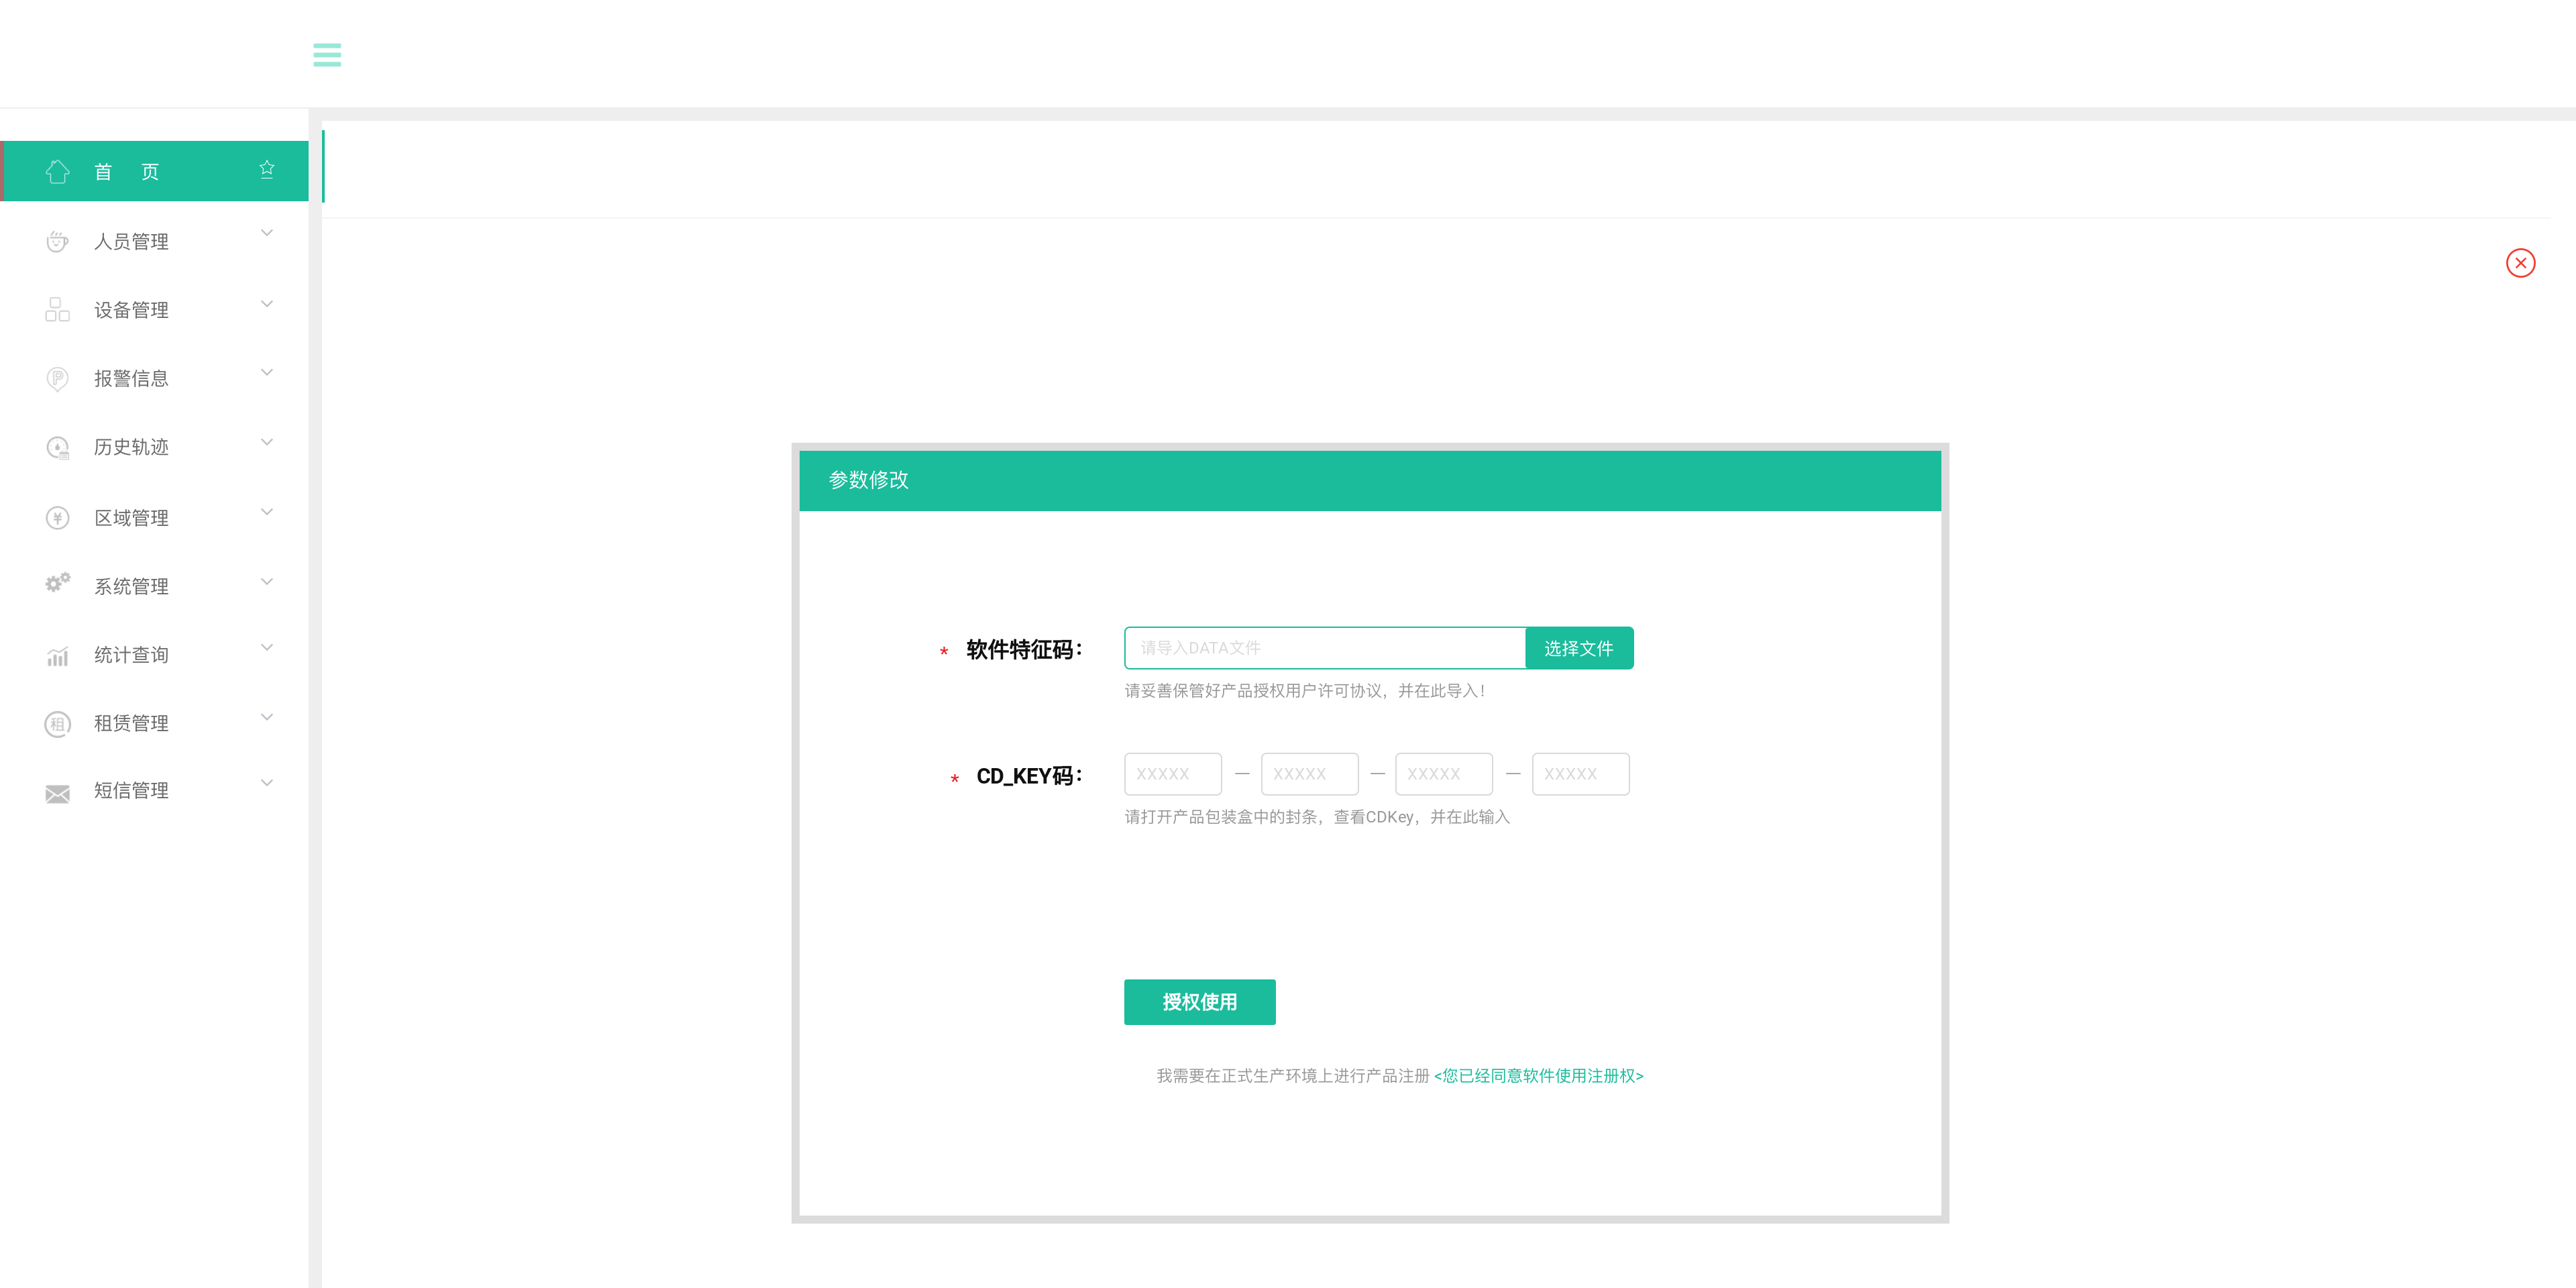 首 页
人员管理
设备管理
报警信息
历史轨迹
区域管理
系统管理
统计查询
租赁管理
短信管理
参数修改
* 软件特征码：
请导入DATA文件
选择文件
请妥善保管好产品授权用户许可协议，并在此导入！
* CD_KEY码：
XXXXX — XXXXX — XXXXX — XXXXX
请打开产品包装盒中的封条，查看CDKey，并在此输入
授权使用
我需要在正式生产环境上进行产品注册 <您已经同意软件使用注册权>